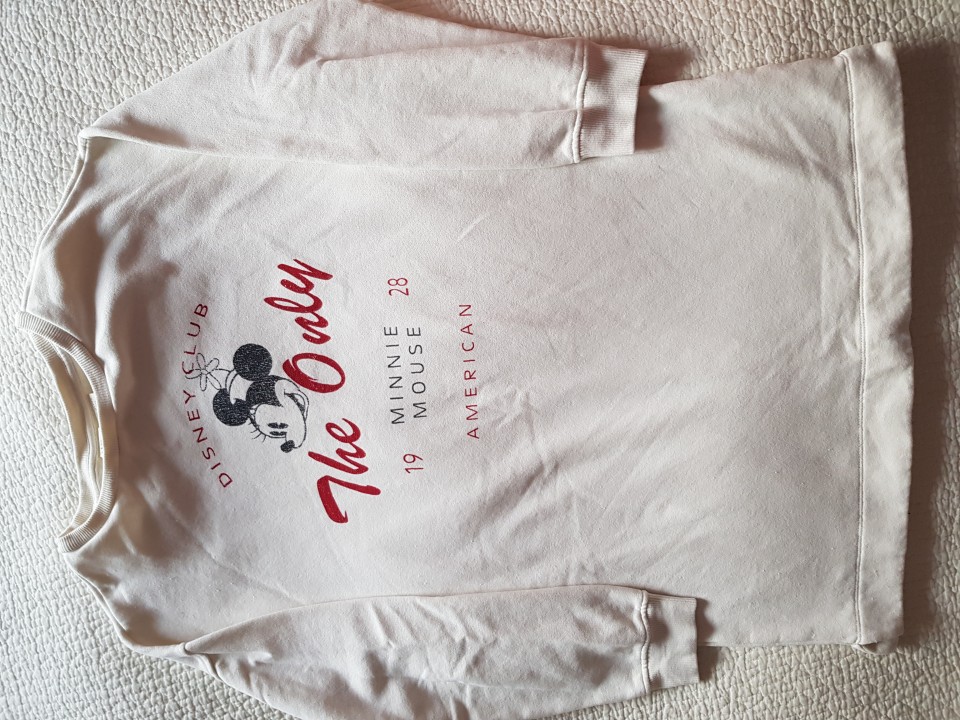 DISNEY CLUB
The Only
19 MINNIE 28
MOUSE
AMERICAN